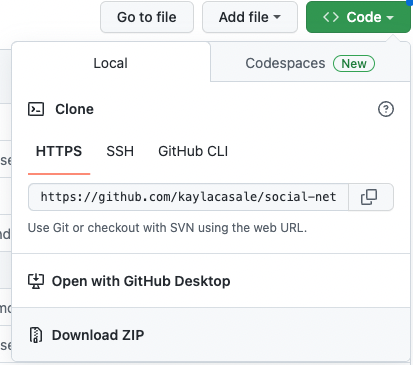 Go to file Add file Code
Local Codespaces New
Clone
HTTPS SSH GitHub CLI
https://github.com/kaylacasale/social-net
Use Git or checkout with SVN using the web URL.
Open with GitHub Desktop
Download ZIP